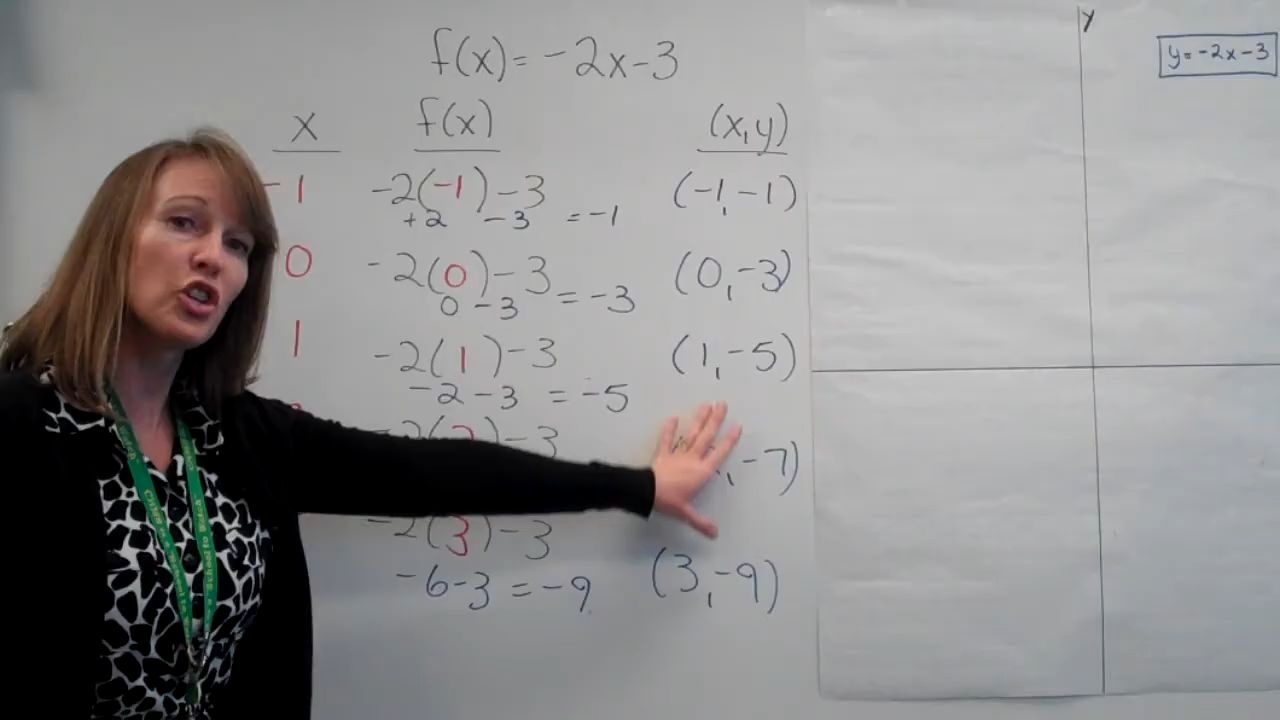 f(x) = -2x-3
x f(x) (x,y)
-1 -2(-1)-3 (-1,-1)
+2 -3 = -1
0 -2(0)-3 (0,-3)
0 -3 = -3
1 -2(1)-3 (1,-5)
-2 -3 = -5
-3
,-7)
-2(3)-3
-6-3 = -9 (3,-9)
y
y = -2x-3